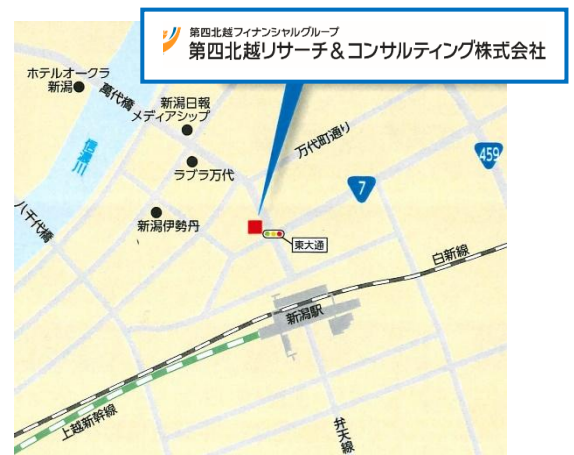 第四北越フィナンシャルグループ
第四北越リサーチ＆コンサルティング株式会社
ホテルオークラ
新潟
萬代橋
新潟日報
メディアシップ
万代町通り
信濃川
ラブラ万代
459
7
八千代橋
新潟伊勢丹
東大通
白新線
新潟駅
上越新幹線
弁天線